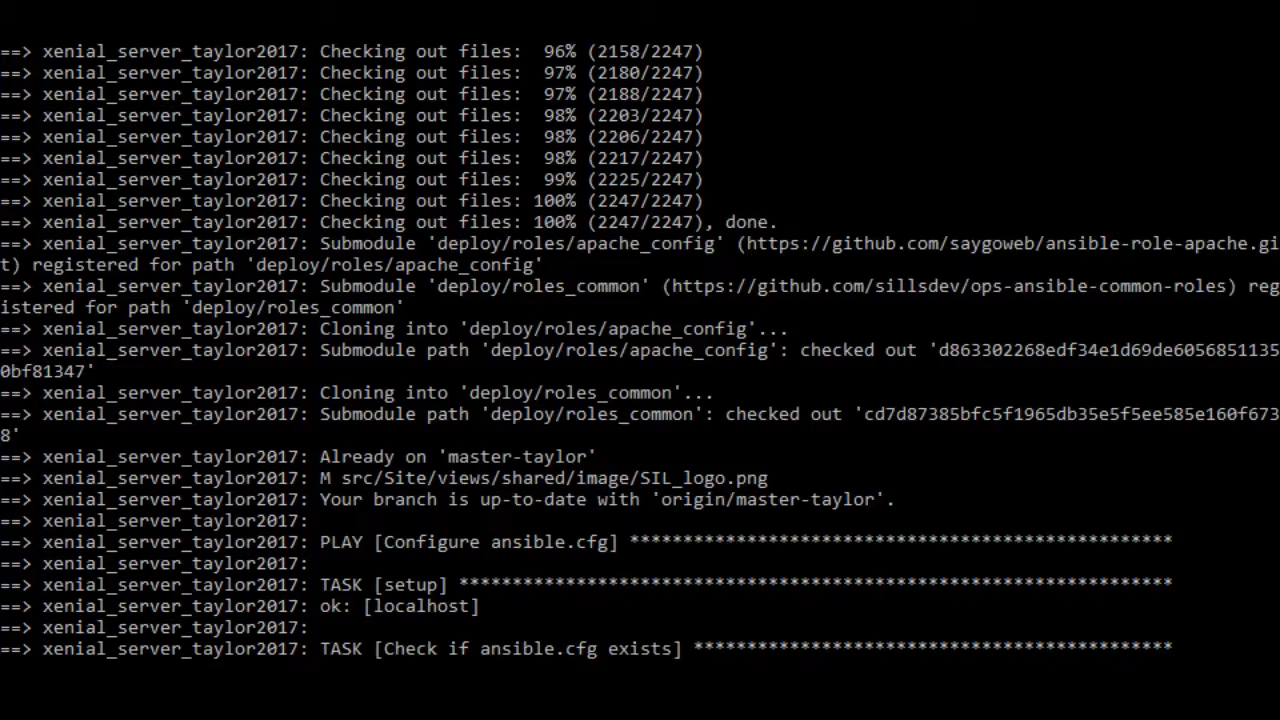 ==> xenial_server_taylor2017: Checking out files:  96% (2158/2247)
==> xenial_server_taylor2017: Checking out files:  97% (2180/2247)
==> xenial_server_taylor2017: Checking out files:  97% (2188/2247)
==> xenial_server_taylor2017: Checking out files:  98% (2203/2247)
==> xenial_server_taylor2017: Checking out files:  98% (2206/2247)
==> xenial_server_taylor2017: Checking out files:  98% (2217/2247)
==> xenial_server_taylor2017: Checking out files:  99% (2225/2247)
==> xenial_server_taylor2017: Checking out files: 100% (2247/2247)
==> xenial_server_taylor2017: Checking out files: 100% (2247/2247), done.
==> xenial_server_taylor2017: Submodule 'deploy/roles/apache_config' (https://github.com/saygoweb/ansible-role-apache.gi
t) registered for path 'deploy/roles/apache_config'
==> xenial_server_taylor2017: Submodule 'deploy/roles_common' (https://github.com/sillsdev/ops-ansible-common-roles) reg
istered for path 'deploy/roles_common'
==> xenial_server_taylor2017: Cloning into 'deploy/roles/apache_config'...
==> xenial_server_taylor2017: Submodule path 'deploy/roles/apache_config': checked out 'd863302268edf34e1d69de6056851135
0bf81347'
==> xenial_server_taylor2017: Cloning into 'deploy/roles_common'...
==> xenial_server_taylor2017: Submodule path 'deploy/roles_common': checked out 'cd7d87385bfc5f1965db35e5f5ee585e160f673
8'
==> xenial_server_taylor2017: Already on 'master-taylor'
==> xenial_server_taylor2017: M src/Site/views/shared/image/SIL_logo.png
==> xenial_server_taylor2017: Your branch is up-to-date with 'origin/master-taylor'.
==> xenial_server_taylor2017:
==> xenial_server_taylor2017: PLAY [Configure ansible.cfg] ***************************************************
==> xenial_server_taylor2017:
==> xenial_server_taylor2017: TASK [setup] *******************************************************************
==> xenial_server_taylor2017: ok: [localhost]
==> xenial_server_taylor2017:
==> xenial_server_taylor2017: TASK [Check if ansible.cfg exists] *********************************************